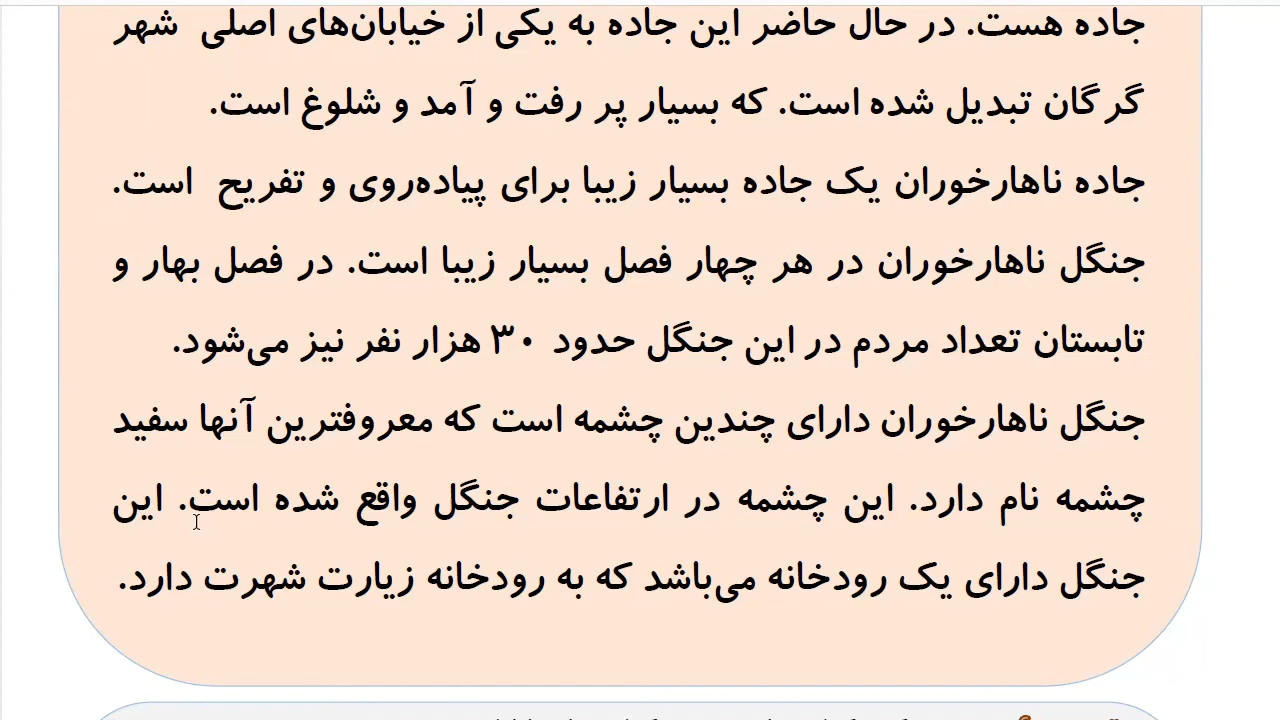 جاده هست. در حال حاضر این جاده به یکی از خیابان‌های اصلی شهر
گرگان تبدیل شده است. که بسیار پر رفت و آمد و شلوغ است.
جاده ناهارخوران یک جاده بسیار زیبا برای پیاده‌روی و تفریح است.
جنگل ناهارخوران در هر چهار فصل بسیار زیبا است. در فصل بهار و
تابستان تعداد مردم در این جنگل حدود ۳۰ هزار نفر نیز می‌شود.
جنگل ناهارخوران دارای چندین چشمه است که معروفترین آنها سفید
چشمه نام دارد. این چشمه در ارتفاعات جنگل واقع شده است. این
جنگل دارای یک رودخانه می‌باشد که به رودخانه زیارت شهرت دارد.